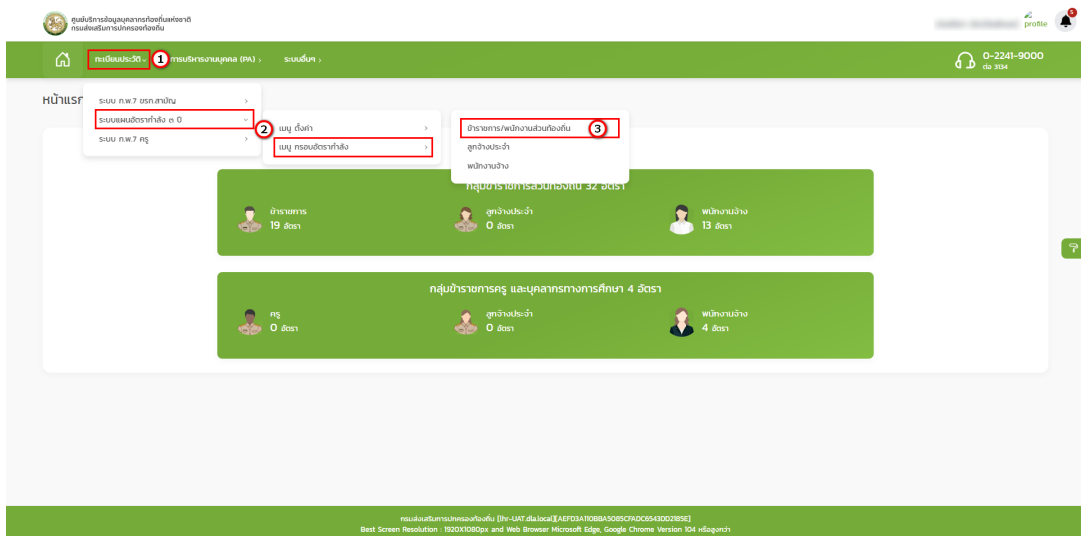 ศูนย์บริการข้อมูลบุคลากรท้องถิ่นแห่งชาติ
กรมส่งเสริมการปกครองท้องถิ่น
profile
5
ทะเบียนประวัติ
1
การบริหารงานบุคคล (PA)
ระบบอื่นๆ
0-2241-9000
ต่อ 3134
หน้าแรก
ระบบ ก.พ.7 ขรก.สามัญ
ระบบแผนอัตรากำลัง ๓ ปี
ระบบ ก.พ.7 ครู
2
เมนู ตั้งค่า
เมนู กรอบอัตรากำลัง
ข้าราชการ/พนักงานส่วนท้องถิ่น
3
ลูกจ้างประจำ
พนักงานจ้าง
กลุ่มข้าราชการส่วนท้องถิ่น 32 อัตรา
ข้าราชการ
19 อัตรา
ลูกจ้างประจำ
0 อัตรา
พนักงานจ้าง
13 อัตรา
กลุ่มข้าราชการครู และบุคลากรทางการศึกษา 4 อัตรา
ครู
0 อัตรา
ลูกจ้างประจำ
0 อัตรา
พนักงานจ้าง
4 อัตรา
กรมส่งเสริมการปกครองท้องถิ่น [lhr-UAT.dla.local][AEFD3A110BBA5085CFADC6543DD2185E]
Best Screen Resolution : 1920X1080px and Web Browser Microsoft Edge, Google Chrome Version 104 หรือสูงกว่า